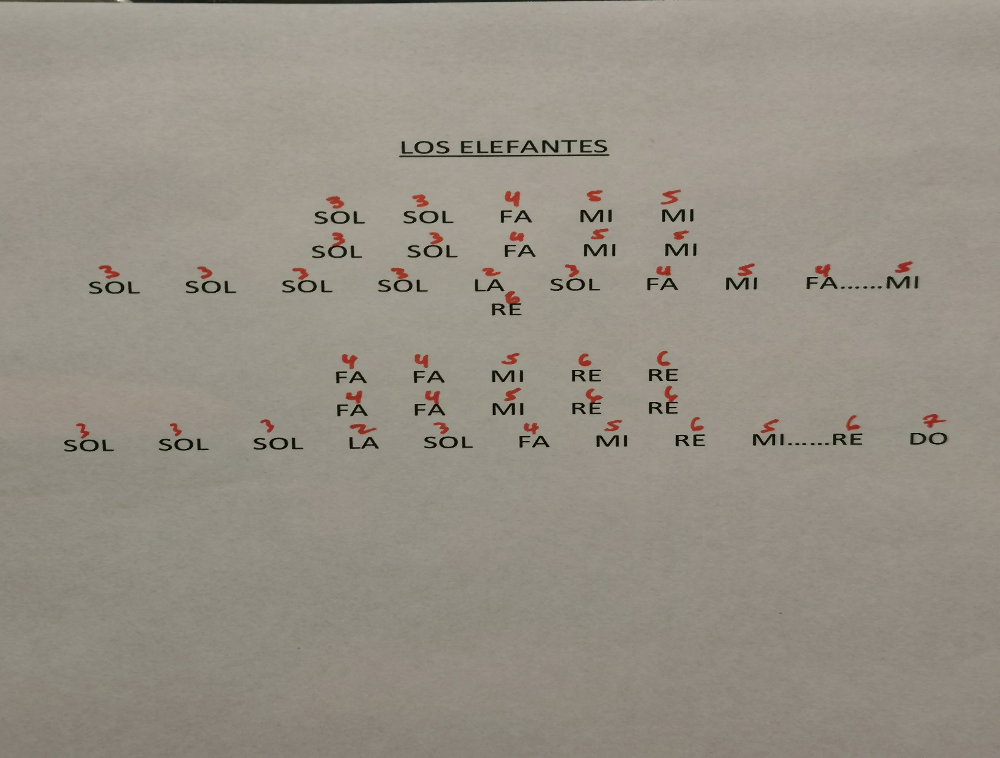 LOS ELEFANTES
3 3 4 5 5
SOL SOL FA MI MI
3 3 4 5 5
SOL SOL FA MI MI
3 3 3 3 2 3 4 5 4 5
SOL SOL SOL SOL LA SOL FA MI FA......MI
6
RE
4 4 5 6 6
FA FA MI RE RE
4 4 5 6 6
FA FA MI RE RE
3 3 3 2 3 4 5 6 5 6 7
SOL SOL SOL LA SOL FA MI RE MI......RE DO